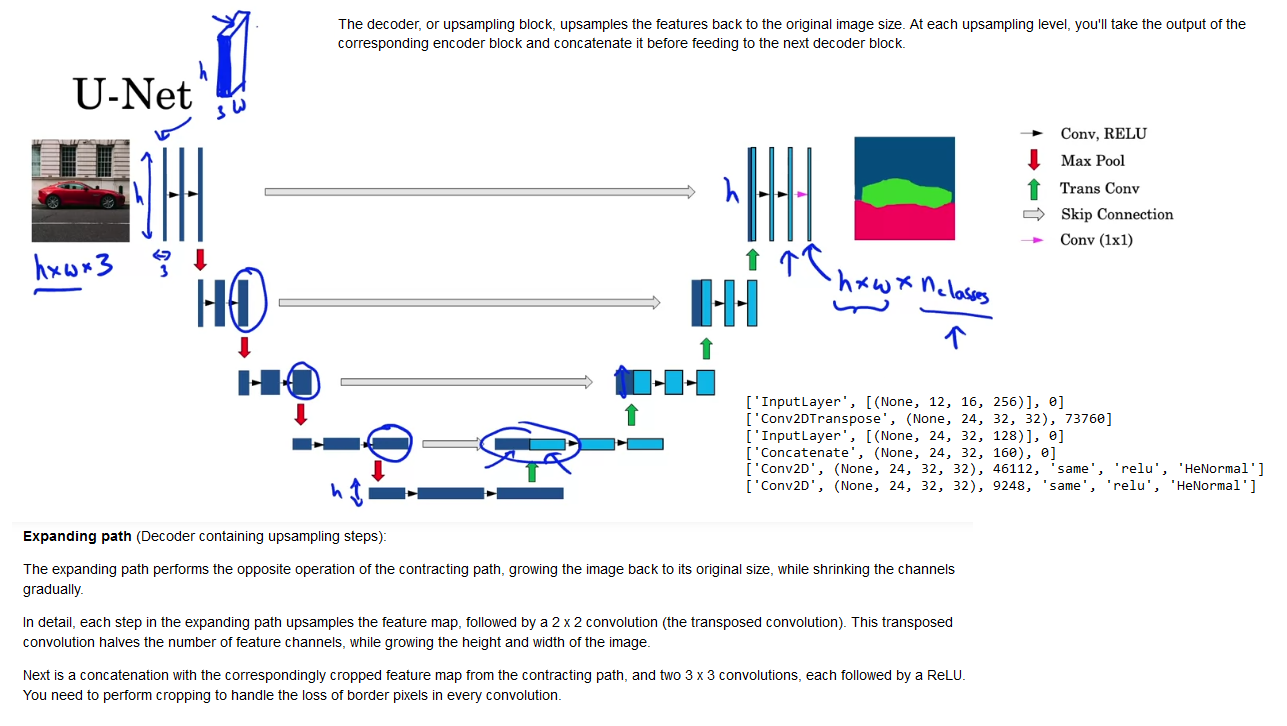 The decoder, or upsampling block, upsamples the features back to the original image size. At each upsampling level, you'll take the output of the
corresponding encoder block and concatenate it before feeding to the next decoder block.
h
3 w
U-Net
Conv, RELU
Max Pool
Trans Conv
Skip Connection
Conv (1x1)
h
h
h×w×3
3
h×w×n_classes
h
['InputLayer', [(None, 12, 16, 256)], 0]
['Conv2DTranspose', (None, 24, 32, 32), 73760]
['InputLayer', [(None, 24, 32, 128)], 0]
['Concatenate', (None, 24, 32, 160), 0]
['Conv2D', (None, 24, 32, 32), 46112, 'same', 'relu', 'HeNormal']
['Conv2D', (None, 24, 32, 32), 9248, 'same', 'relu', 'HeNormal']
Expanding path (Decoder containing upsampling steps):
The expanding path performs the opposite operation of the contracting path, growing the image back to its original size, while shrinking the channels
gradually.
In detail, each step in the expanding path upsamples the feature map, followed by a 2 x 2 convolution (the transposed convolution). This transposed
convolution halves the number of feature channels, while growing the height and width of the image.
Next is a concatenation with the correspondingly cropped feature map from the contracting path, and two 3 x 3 convolutions, each followed by a ReLU.
You need to perform cropping to handle the loss of border pixels in every convolution.